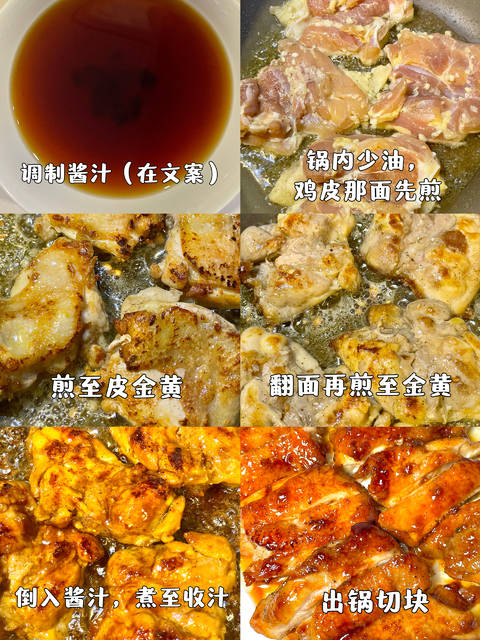 调制酱汁（在文案）
锅内少油，
鸡皮那面先煎
煎至皮金黄
翻面再煎至金黄
倒入酱汁，煮至收汁
出锅切块